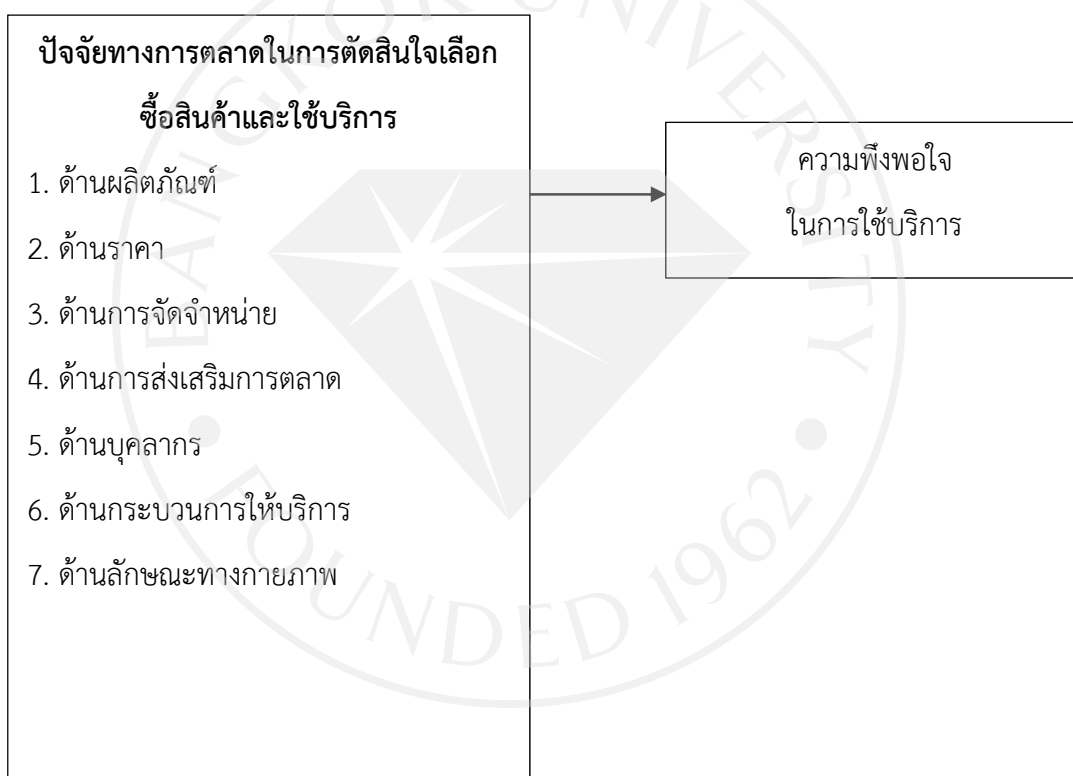 ปัจจัยทางการตลาดในการตัดสินใจเลือก
ซื้อสินค้าและใช้บริการ
1. ด้านผลิตภัณฑ์
2. ด้านราคา
3. ด้านการจัดจำหน่าย
4. ด้านการส่งเสริมการตลาด
5. ด้านบุคลากร
6. ด้านกระบวนการให้บริการ
7. ด้านลักษณะทางกายภาพ
ความพึงพอใจ
ในการใช้บริการ
BANGKOK UNIVERSITY
FOUNDED 1962